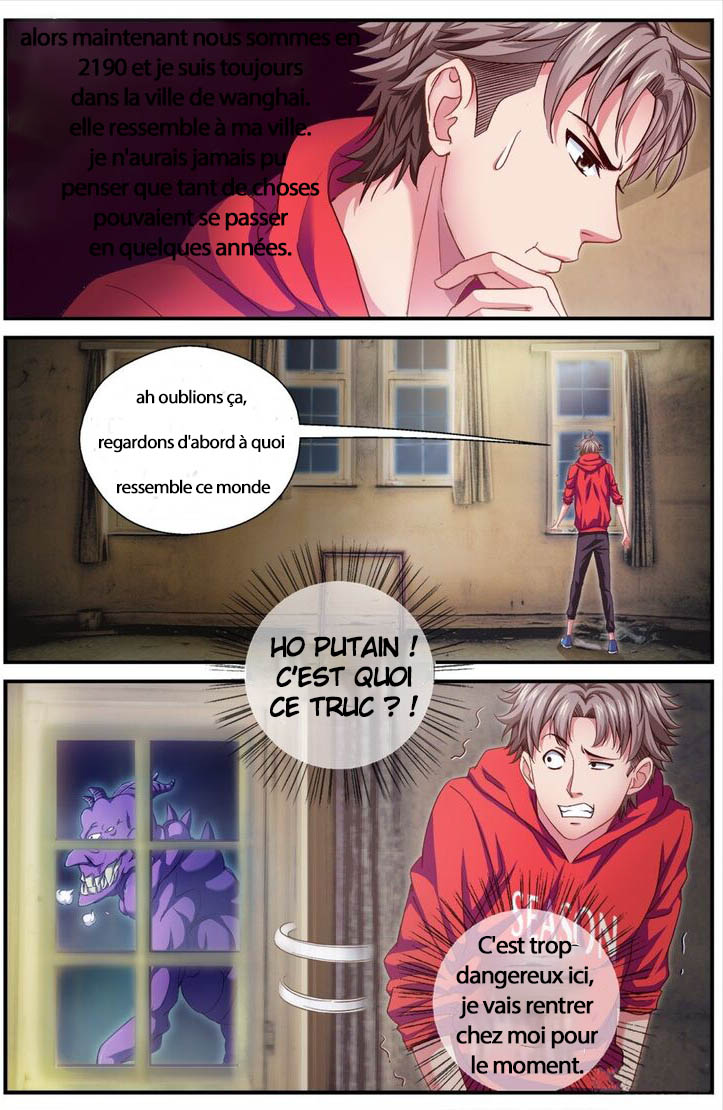 alors maintenant nous sommes en
2190 et je suis toujours
dans la ville de wanghai.
elle ressemble à ma ville.
je n'aurais jamais pu
penser que tant de choses
pouvaient se passer
en quelques années.
ah oublions ça,
regardons d'abord à quoi
ressemble ce monde
HO PUTAIN !
C'EST QUOI
CE TRUC ? !
SEASON
C'est trop-
dangereux ici,
je vais rentrer
chez moi pour
le moment.